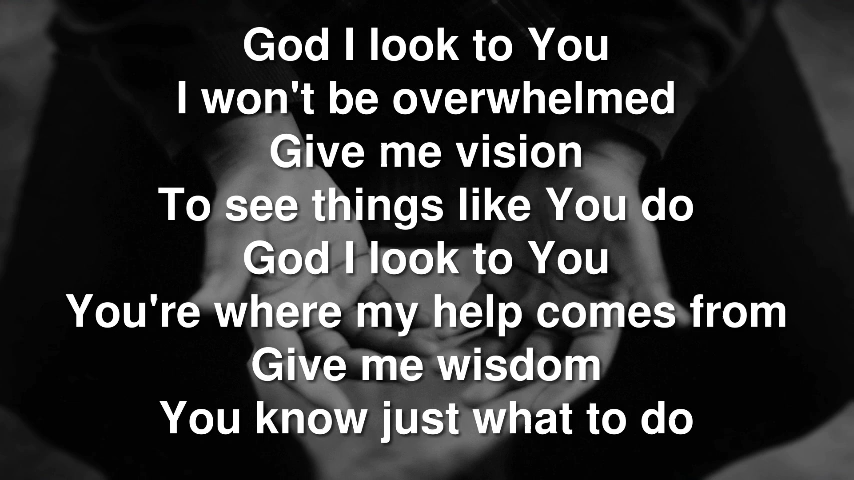 God I look to You
I won't be overwhelmed
Give me vision
To see things like You do
God I look to You
You're where my help comes from
Give me wisdom
You know just what to do